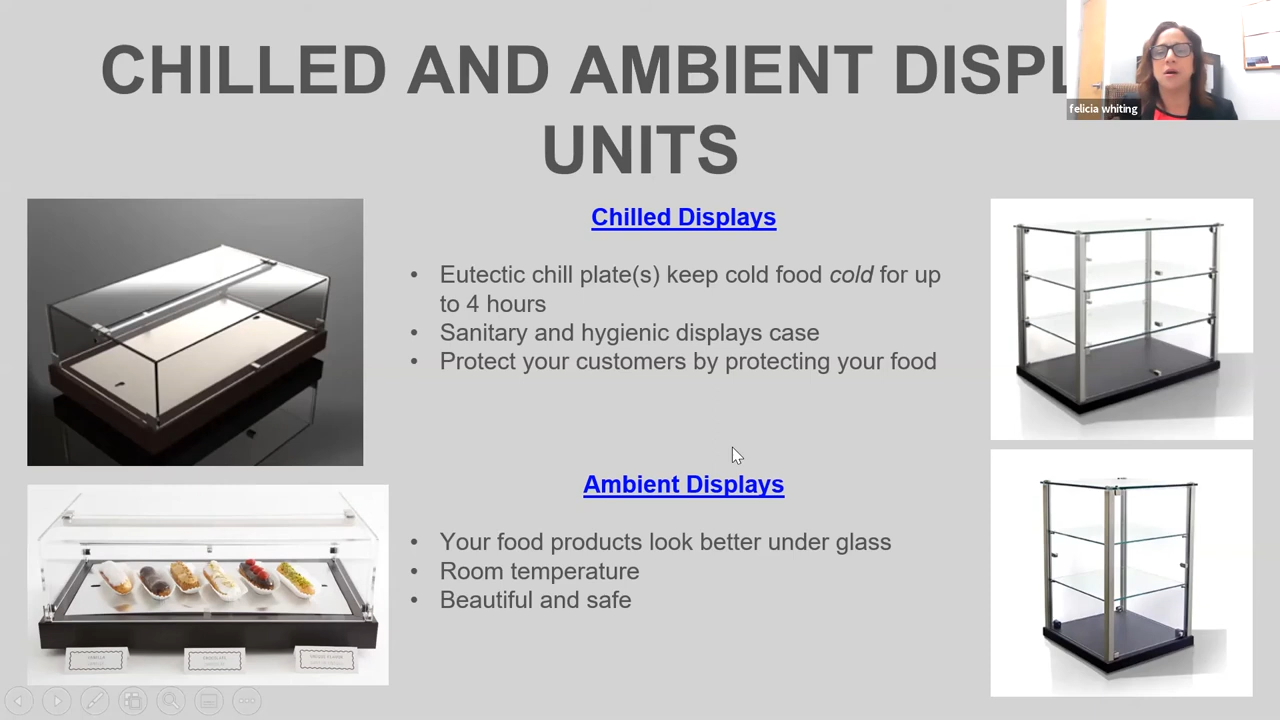 CHILLED AND AMBIENT DISPL
UNITS
felicia whiting
Chilled Displays
• Eutectic chill plate(s) keep cold food cold for up
to 4 hours
• Sanitary and hygienic displays case
• Protect your customers by protecting your food
Ambient Displays
• Your food products look better under glass
• Room temperature
• Beautiful and safe